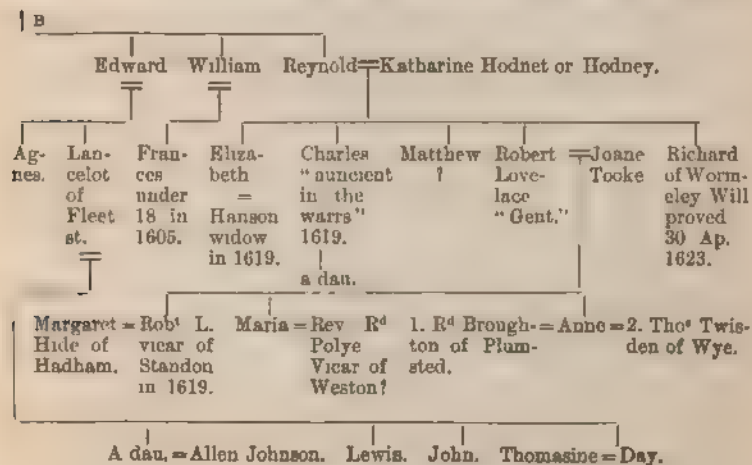 B
Edward William Reynold=Katharine Hodnet or Hodney.
Ag- Lan- Fran- Eliza- Charles Matthew Robert =Joane Richard
nes. celot ces beth "auncient ? Love- Tooke of Worm-
of under = in the lace eley Will
Fleet 18 in Hanson warrs" "Gent." proved
st. 1605. widow 1619. 30 Ap.
in 1619. 1623.
a dau.
Margaret = Robt L. Maria = Rev Rd 1. Rd Brough- = Anne = 2. Thos Twis-
Hide of vicar of Polye ton of Plum- den of Wye.
Hadham. Standon Vicar of sted.
in 1619. Weston?
A dau. = Allen Johnson. Lewis. John. Thomasine = Day.